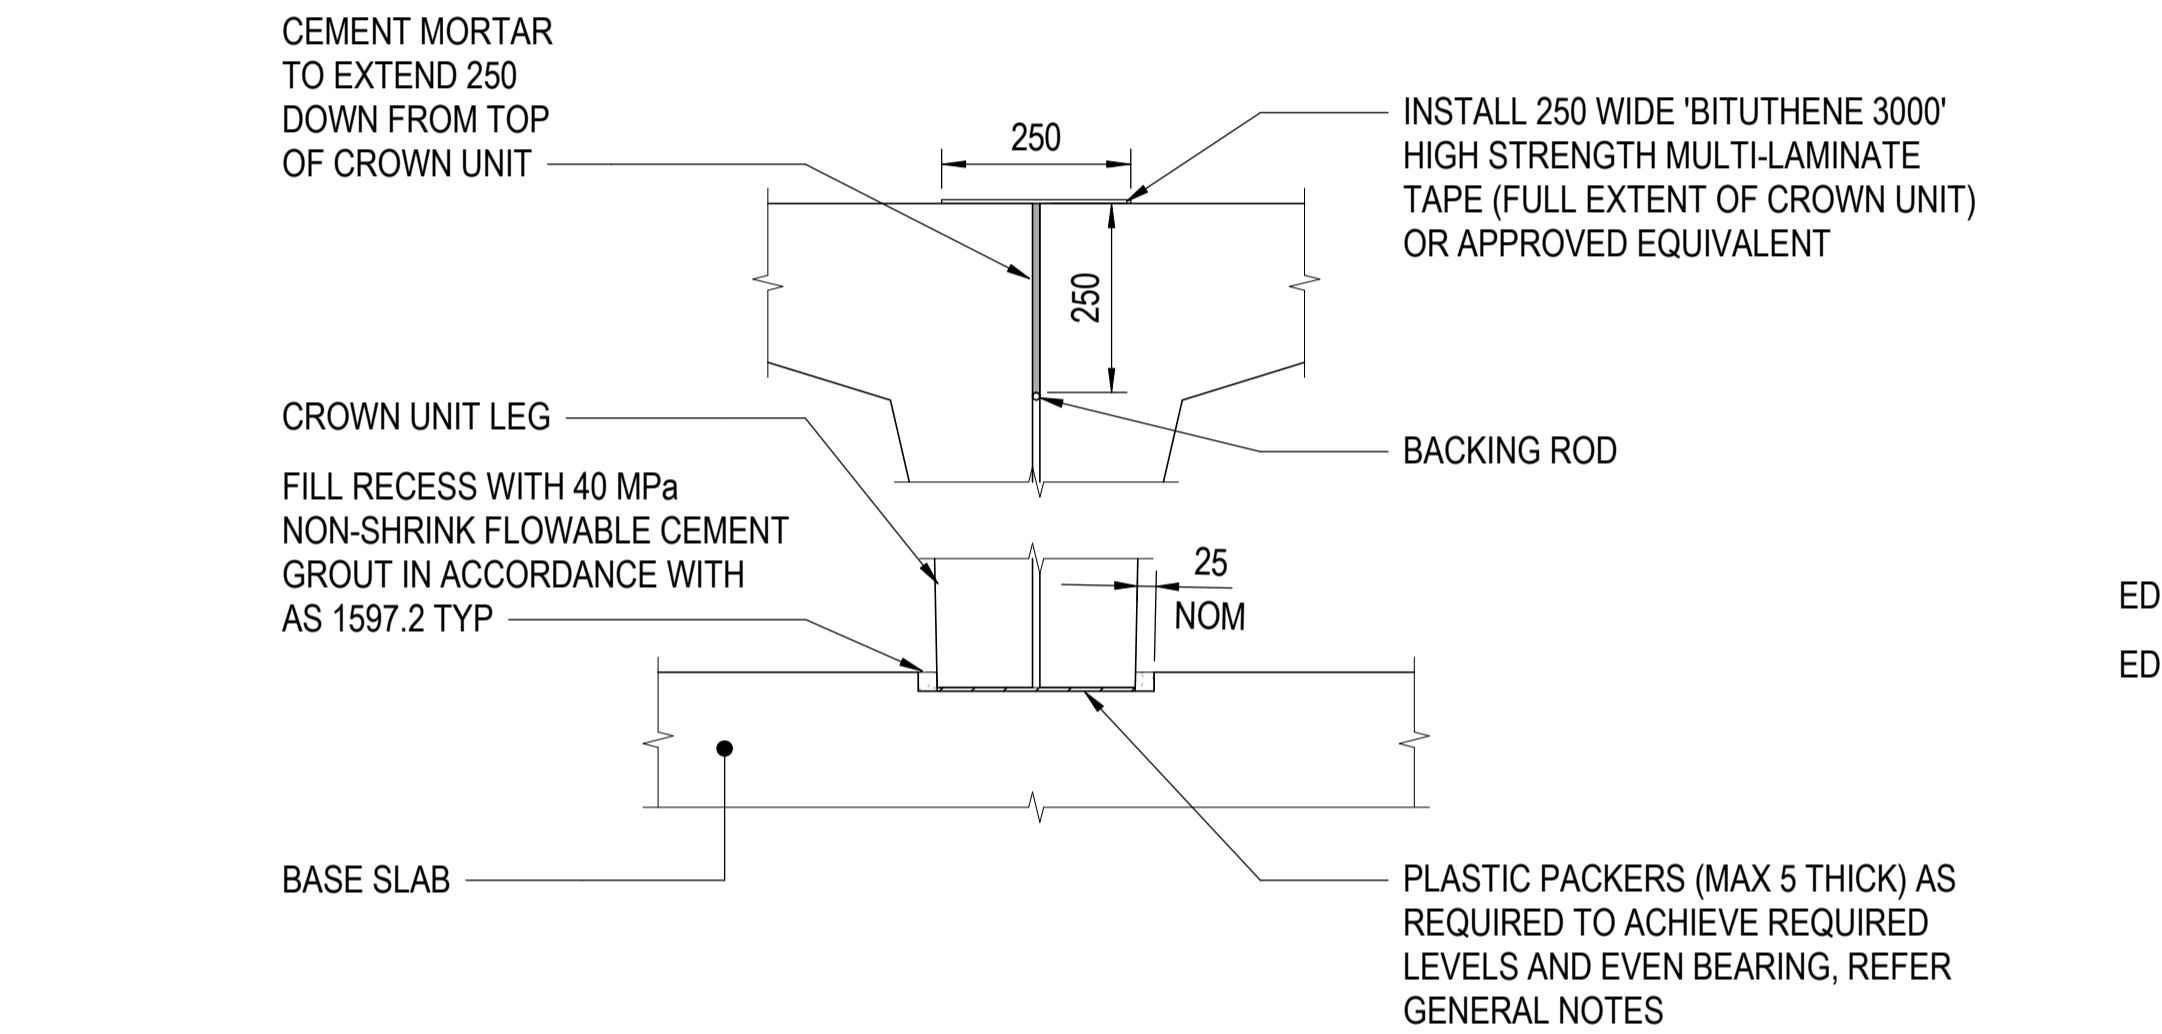 CEMENT MORTAR
TO EXTEND 250
DOWN FROM TOP
OF CROWN UNIT
250
INSTALL 250 WIDE 'BITUTHENE 3000'
HIGH STRENGTH MULTI-LAMINATE
TAPE (FULL EXTENT OF CROWN UNIT)
OR APPROVED EQUIVALENT
250
CROWN UNIT LEG
BACKING ROD
FILL RECESS WITH 40 MPa
NON-SHRINK FLOWABLE CEMENT
GROUT IN ACCORDANCE WITH
AS 1597.2 TYP
25
NOM
ED
ED
BASE SLAB
PLASTIC PACKERS (MAX 5 THICK) AS
REQUIRED TO ACHIEVE REQUIRED
LEVELS AND EVEN BEARING, REFER
GENERAL NOTES